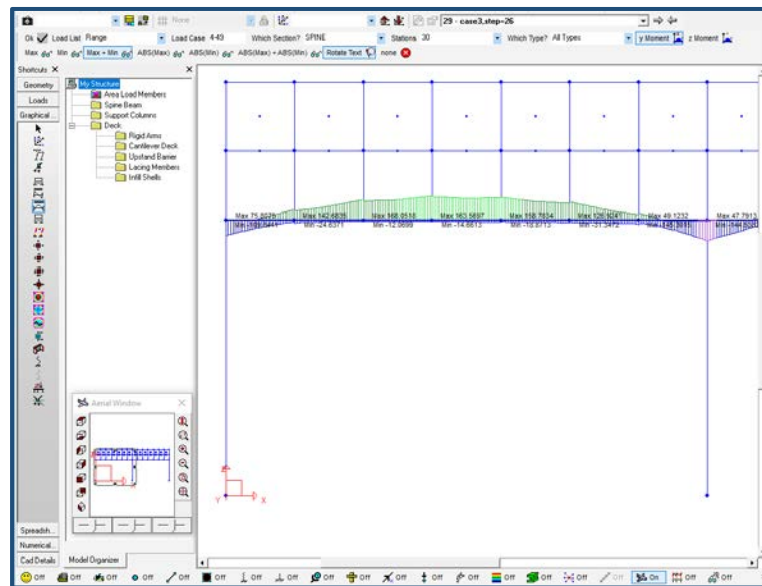 None
29 - case3,step=26
Ok Load List Range Load Case 4-43 Which Section? SPINE Stations 30 Which Type? All Types y Moment z Moment
Max Min Max + Min ABS(Max) ABS(Min) ABS(Max) + ABS(Min) Rotate Text none
Shortcuts
Geometry
Loads
Graphical ...
My Structure
Area Load Members
Spine Beam
Support Columns
Deck
Rigid Arms
Cantilever Deck
Upstand Barrier
Lacing Members
Infill Shells
Max 142.6835 Max 168.0518 Max 163.5697 Max 158.7834 Max 49.1232 Max 47.7913
Min -24.6371 Min -12.0699 Min -14.6613 Min -18.8713 Min -31.3472
Y X
Aerial Window
Spreadsh...
Numerical...
Cad Details
Model Organizer
Off Off Off Off Off Off Off Off Off Off Off Off Off Off Off Off Off On Off Off